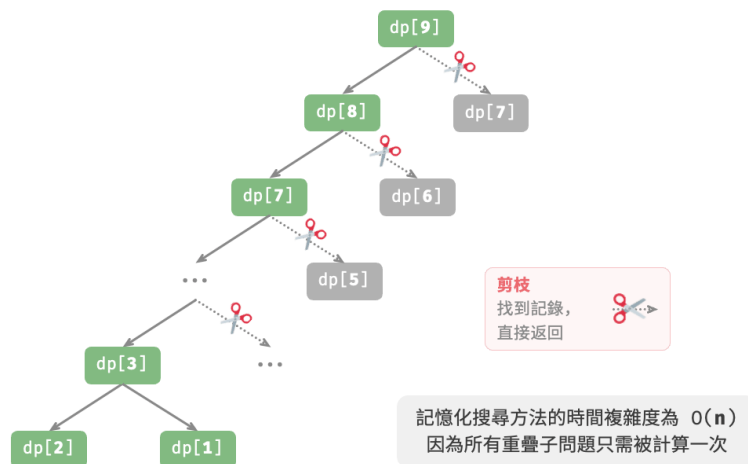 dp[9]
dp[8]
dp[7]
dp[7]
dp[6]
...
dp[5]
剪枝
找到記錄，
直接返回
dp[3]
...
dp[2]
dp[1]
記憶化搜尋方法的時間複雜度為 O(n)
因為所有重疊子問題只需被計算一次